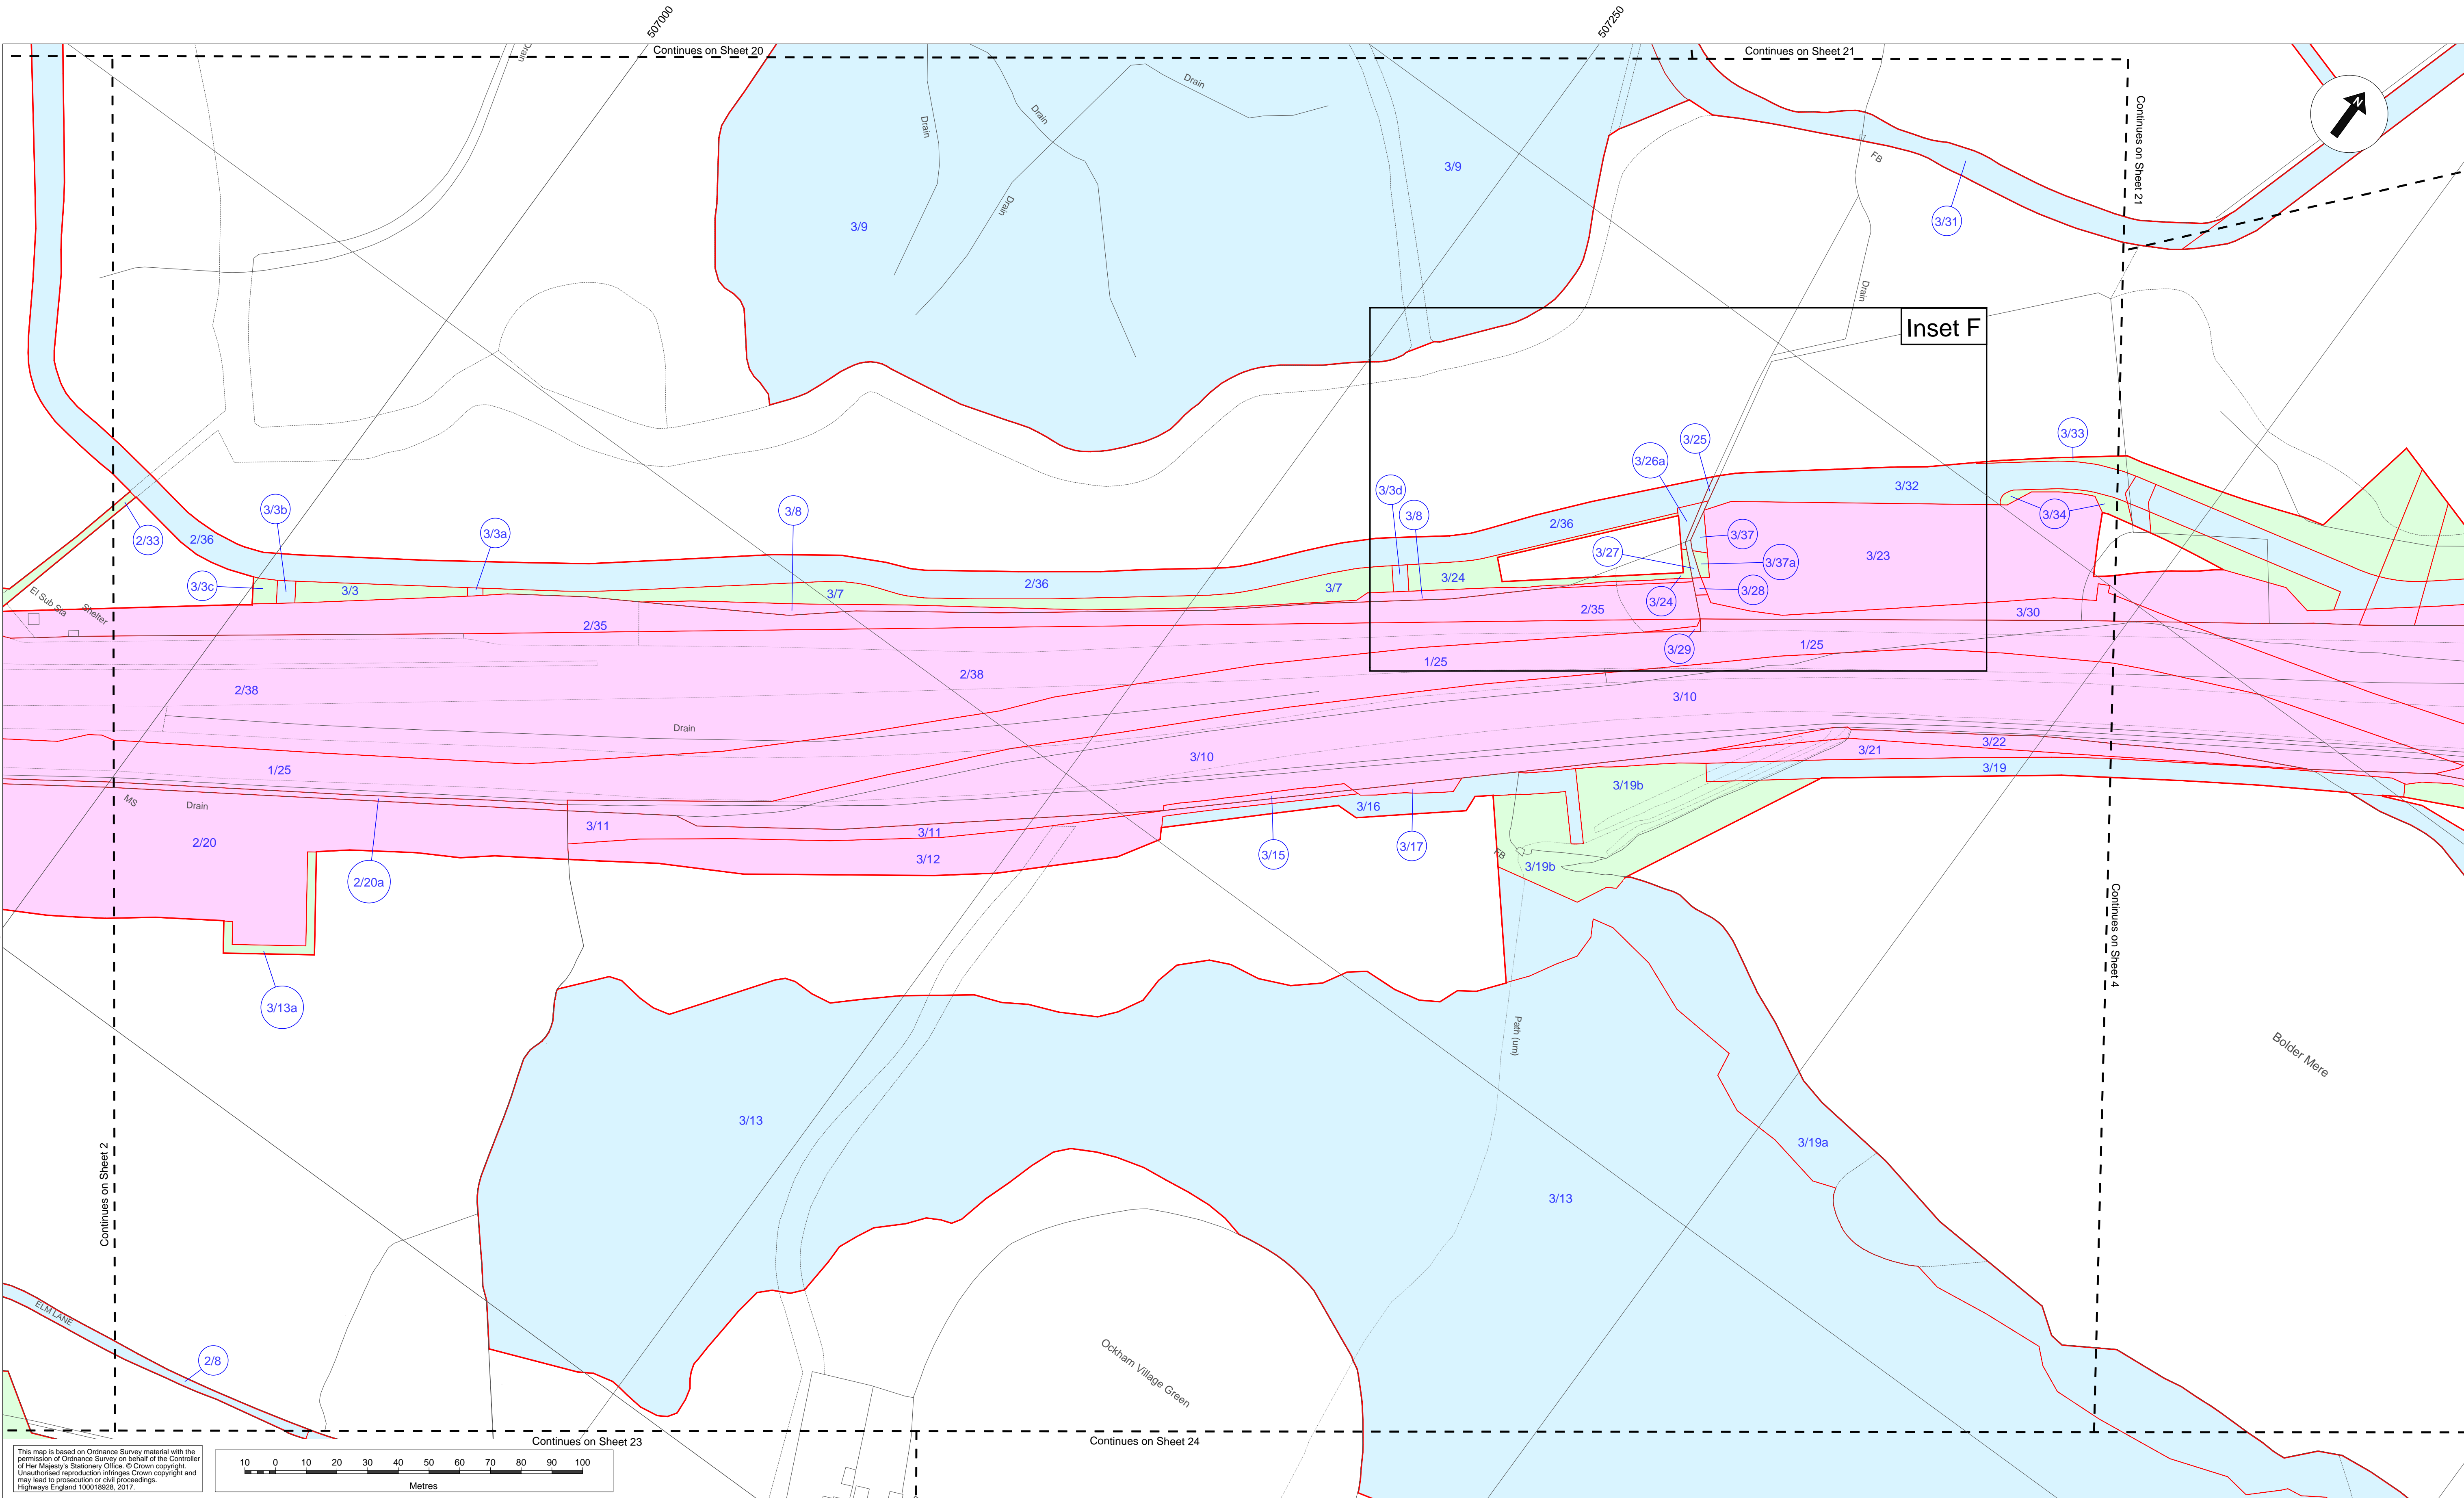 507000
507250
Continues on Sheet 20
Continues on Sheet 21
Drain
Drain
Drain
Drain
Drain
N
Continues on Sheet 21
FB
3/9
3/9
3/31
Drain
Inset F
3/33
3/25
3/26a
3/3d
3/8
3/32
3/3b
3/8
3/3a
2/33
2/36
2/36
3/34
3/37
3/27
3/23
3/37a
3/3c
3/3
2/36
3/7
3/7
3/24
3/28
3/24
El Sub Sta
Shelter
2/35
2/35
3/30
3/29
1/25
1/25
2/38
2/38
3/10
Drain
3/10
3/22
3/21
3/19
1/25
3/19b
MS
Drain
3/16
3/11
3/11
2/20
3/12
3/15
3/17
FB
3/19b
2/20a
Continues on Sheet 4
3/13a
Path (um)
Bolder Mere
3/13
3/19a
Continues on Sheet 2
3/13
ELM LANE
2/8
Ockham Village Green
Continues on Sheet 23
Continues on Sheet 24
This map is based on Ordnance Survey material with the
permission of Ordnance Survey on behalf of the Controller
of Her Majesty's Stationery Office. © Crown copyright.
Unauthorised reproduction infringes Crown copyright and
may lead to prosecution or civil proceedings.
Highways England 100018928, 2017.
10 0 10 20 30 40 50 60 70 80 90 100
Metres